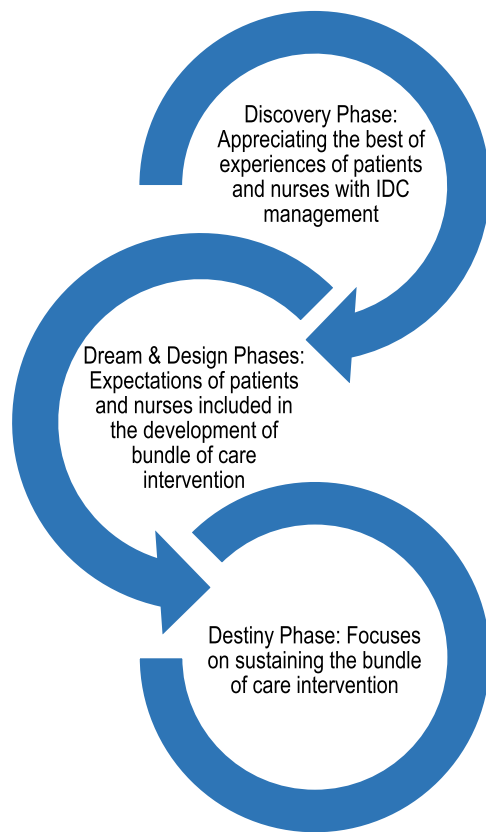 Discovery Phase:
Appreciating the best of
experiences of patients
and nurses with IDC
management
Dream & Design Phases:
Expectations of patients
and nurses included in
the development of
bundle of care
intervention
Destiny Phase: Focuses
on sustaining the bundle
of care intervention